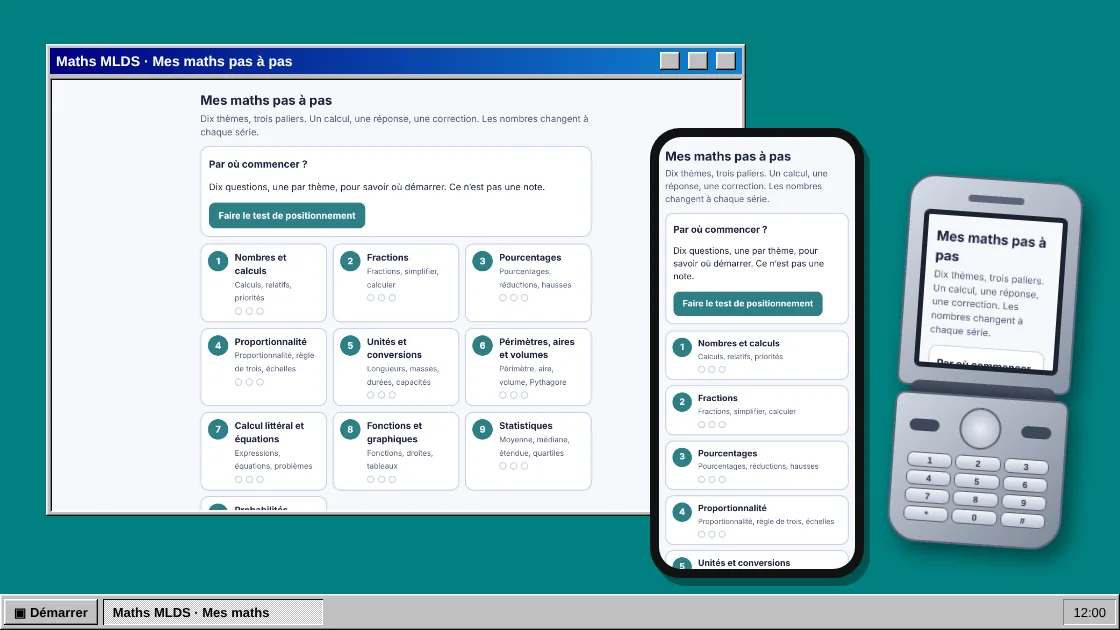 Maths MLDS · Mes maths pas à pas
Mes maths pas à pas
Dix thèmes, trois paliers. Un calcul, une réponse, une correction. Les nombres changent à
chaque série.
Par où commencer ?
Dix questions, une par thème, pour savoir où démarrer. Ce n'est pas une note.
Faire le test de positionnement
1
Nombres et
calculs
Calculs, relatifs,
priorités
2
Fractions
Fractions, simplifier,
calculer
3
Pourcentages
Pourcentages,
réductions, hausses
4
Proportionnalité
Proportionnalité, règle
de trois, échelles
5
Unités et
conversions
Longueurs, masses,
durées, capacités
6
Périmètres, aires
et volumes
Périmètre, aire,
volume, Pythagore
7
Calcul littéral et
équations
Expressions,
équations, problèmes
8
Fonctions et
graphiques
Fonctions, droites,
tableaux
9
Statistiques
Moyenne, médiane,
étendue, quartiles
Probabilités
Mes maths pas à pas
Dix thèmes, trois paliers. Un calcul, une
réponse, une correction. Les nombres
changent à chaque série.
Par où commencer ?
Dix questions, une par thème, pour
savoir où démarrer. Ce n'est pas une
note.
Faire le test de positionnement
1
Nombres et calculs
Calculs, relatifs, priorités
2
Fractions
Fractions, simplifier, calculer
3
Pourcentages
Pourcentages, réductions, hausses
4
Proportionnalité
Proportionnalité, règle de trois, échelles
5
Unités et conversions
Mes maths pas à
pas
Dix thèmes, trois paliers.
Un calcul, une réponse,
une correction. Les
nombres changent à
chaque série.
Par où commencer
1 2 3
4 5 6
7 8 9
* 0 #
▣ Démarrer
Maths MLDS · Mes maths
12:00